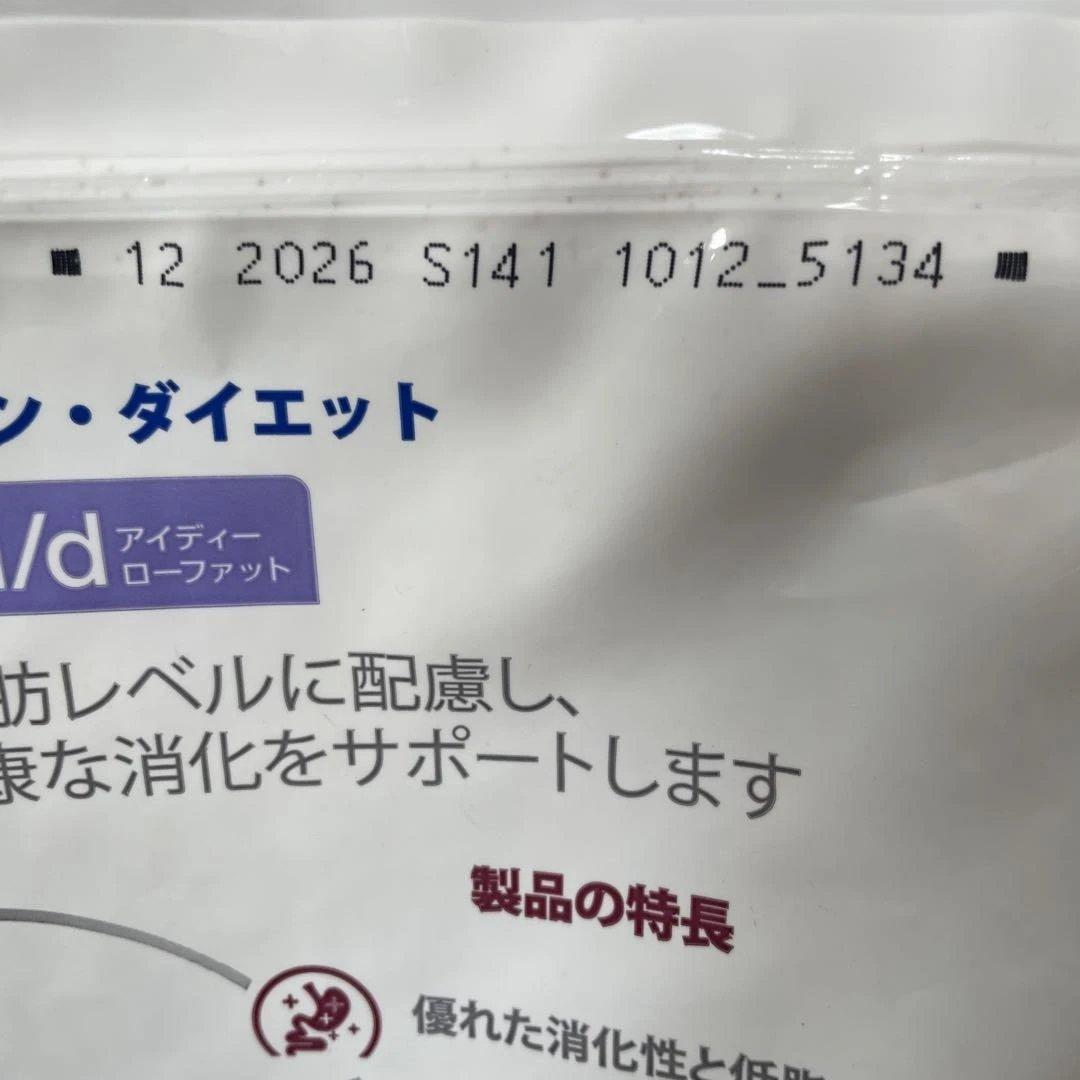 12 2026 S141 1012_5134
ン・ダイエット
i/d アイディー
ローファット
肪レベルに配慮し、
康な消化をサポートします
製品の特長
優れた消化性と低脂